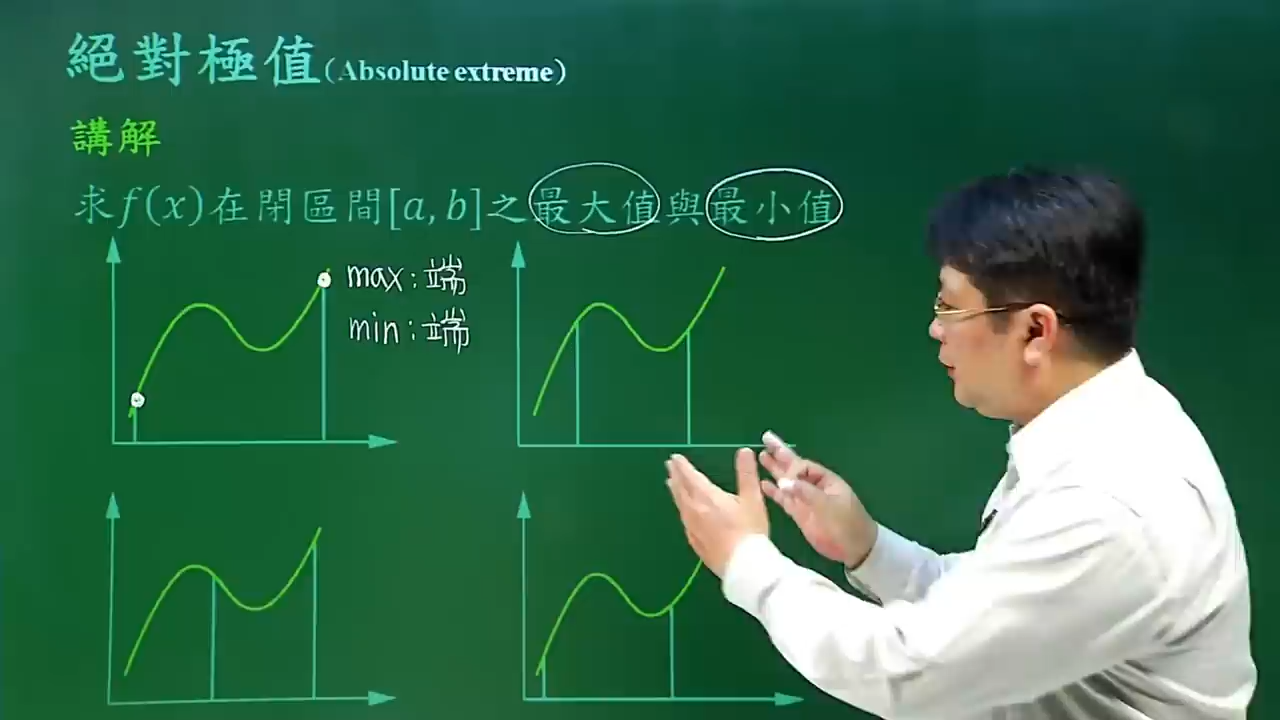 絕對極值(Absolute extreme)
講解
求f(x)在閉區間[a,b]之最大值與最小值
max:端
min:端